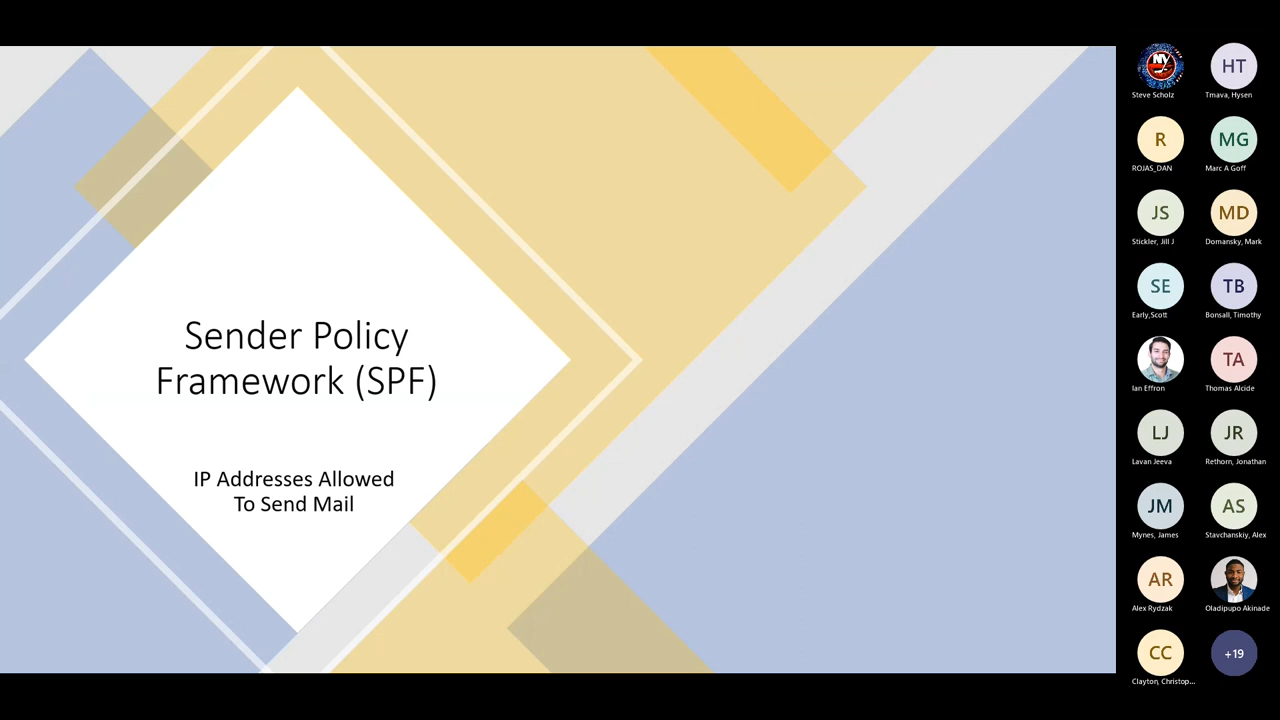 Sender Policy
Framework (SPF)
IP Addresses Allowed
To Send Mail
NY
Steve Scholz
HT
Tmava, Hysen
R
ROJAS_DAN
MG
Marc A Goff
JS
Stickler, Jill J
MD
Domansky, Mark
SE
Early,Scott
TB
Bonsall, Timothy
Ian Effron
TA
Thomas Alcide
LJ
Lavan Jeeva
JR
Rethorn, Jonathan
JM
Mynes, James
AS
Stavchanskiy, Alex
AR
Alex Rydzak
Oladipupo Akinade
CC
Clayton, Christop...
+19